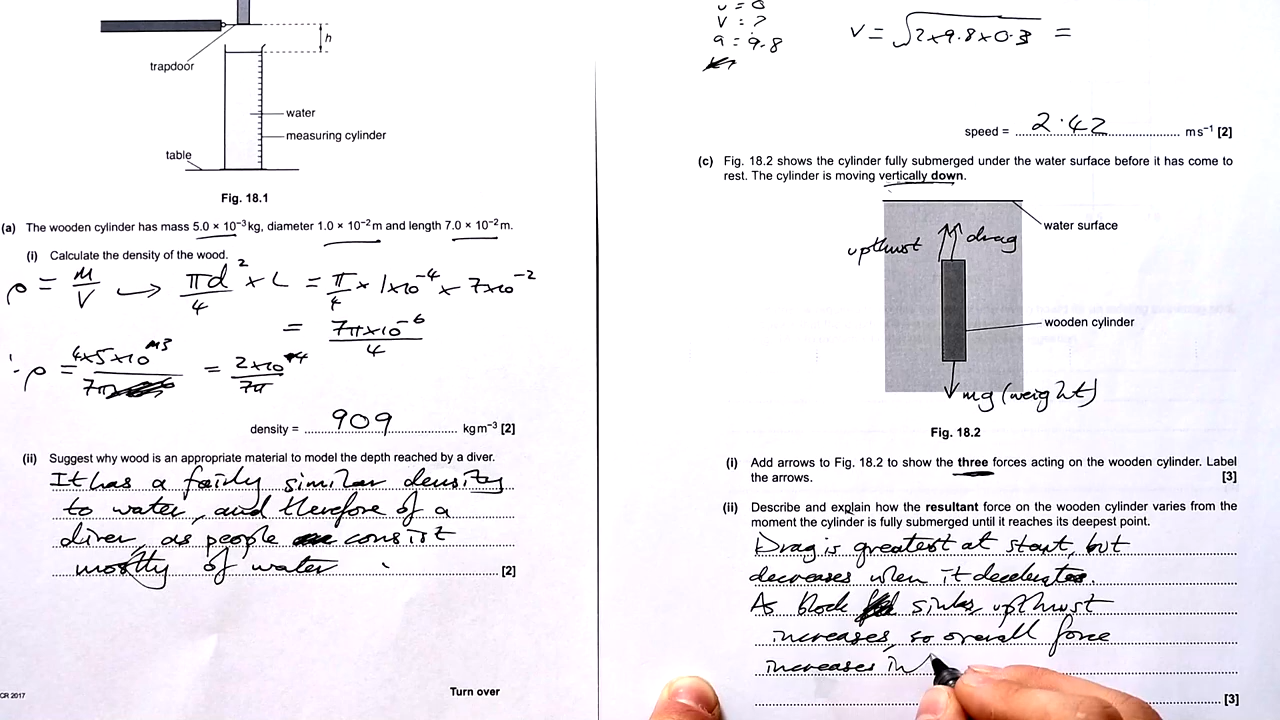 h
trapdoor
water
measuring cylinder
table
Fig. 18.1
(a) The wooden cylinder has mass 5.0 × 10⁻³ kg, diameter 1.0 × 10⁻² m and length 7.0 × 10⁻² m.
(i) Calculate the density of the wood.
ρ = M/V → πd²/4 × L = π/4 × 1×10⁻⁴ × 7×10⁻²
= 7π×10⁻⁶/4
∴ρ = 4×5×10³/7π = 2×10⁴/7π
density = 909 kg m⁻³ [2]
(ii) Suggest why wood is an appropriate material to model the depth reached by a diver.
It has a fairly similar density
to water, and therefore of a
diver, as people consist
mostly of water. [2]
CR 2017
Turn over
u = 0
V = ?
a = 9.8
V = √2×9.8×0.3 =
speed = 2.42 m s⁻¹ [2]
(c) Fig. 18.2 shows the cylinder fully submerged under the water surface before it has come to
rest. The cylinder is moving vertically down.
water surface
upthrust drag
wooden cylinder
mg (weight)
Fig. 18.2
(i) Add arrows to Fig. 18.2 to show the three forces acting on the wooden cylinder. Label
the arrows. [3]
(ii) Describe and explain how the resultant force on the wooden cylinder varies from the
moment the cylinder is fully submerged until it reaches its deepest point.
Drag is greatest at start, but
decreases when it decelerates.
As block sinks upthrust
increases, so overall force
increases in
[3]